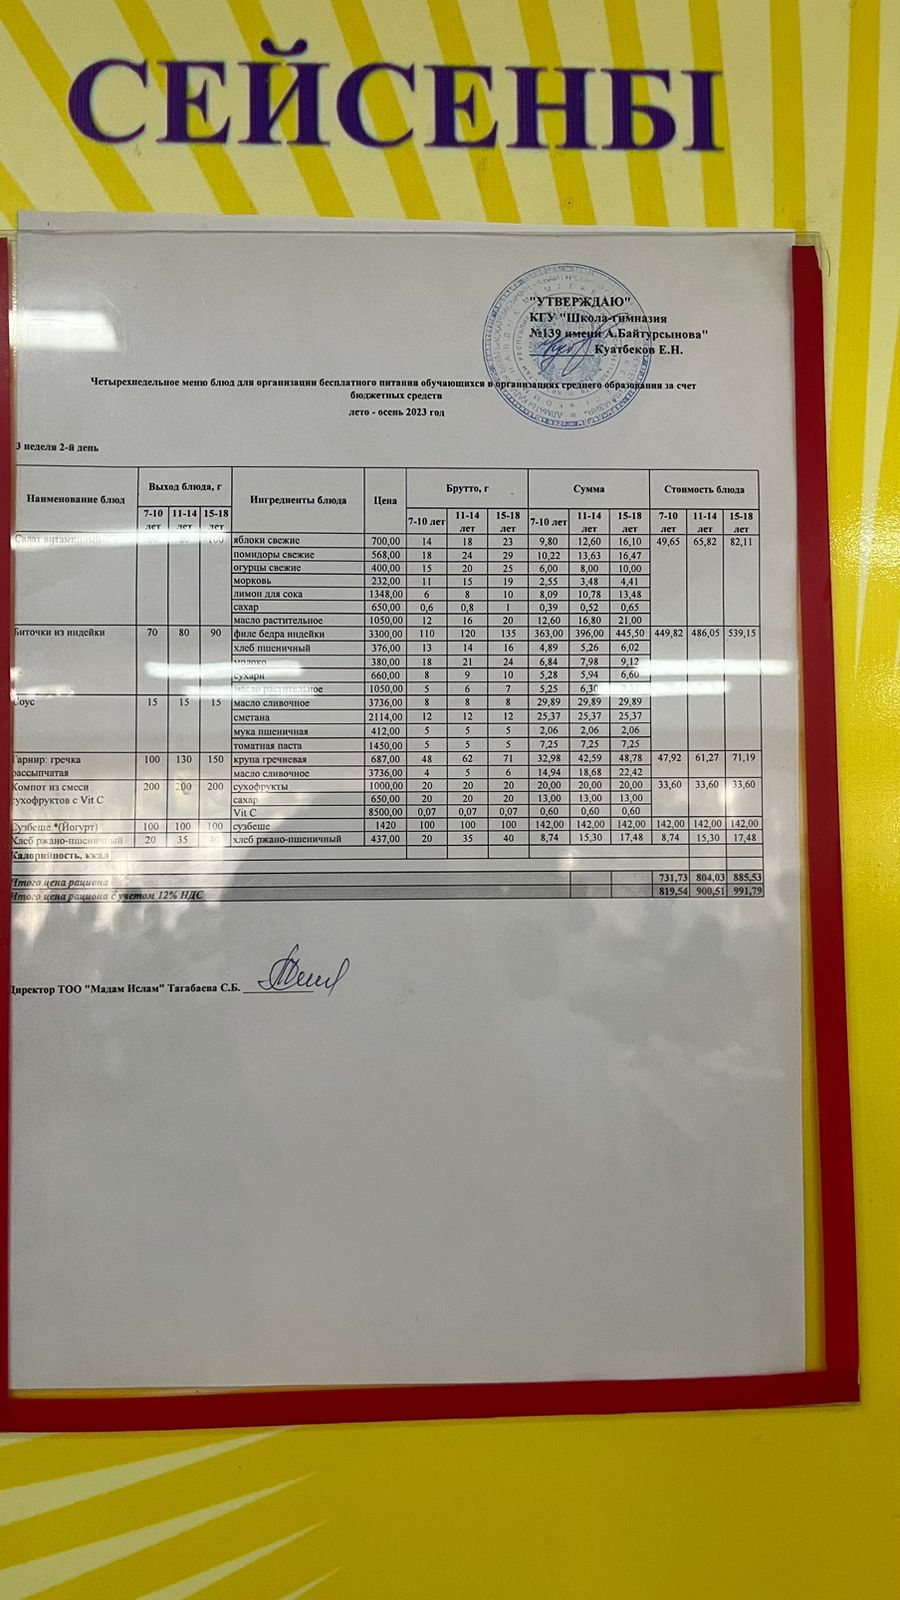 СЕЙСЕНБІ
"УТВЕРЖДАЮ"
КГУ "Школа-гимназия
№139 имени А.Байтурсынова"
Куатбеков Е.Н.
Четырехнедельное меню блюд для организации бесплатного питания обучающихся в организациях среднего образования за счет
бюджетных средств
лето - осень 2023 год
3 неделя 2-й день
Наименование блюд Выход блюда, г Ингредиенты блюда Цена Брутто, г Сумма Стоимость блюда
7-10 лет 11-14 лет 15-18 лет 7-10 лет 11-14 лет 15-18 лет 7-10 лет 11-14 лет 15-18 лет 7-10 лет 11-14 лет 15-18 лет
Салат 100 яблоки свежие 700,00 14 18 23 9,80 12,60 16,10 49,65 65,82 82,11
помидоры свежие 568,00 18 24 29 10,22 13,63 16,47
огурцы свежие 400,00 15 20 25 6,00 8,00 10,00
морковь 232,00 11 15 19 2,55 3,48 4,41
лимон для сока 1348,00 6 8 10 8,09 10,78 13,48
сахар 650,00 0,6 0,8 1 0,39 0,52 0,65
масло растительное 1050,00 12 16 20 12,60 16,80 21,00
Биточки из индейки 70 80 90 филе бедра индейки 3300,00 110 120 135 363,00 396,00 445,50 449,82 486,05 539,15
хлеб пшеничный 376,00 13 14 16 4,89 5,26 6,02
молоко 380,00 18 21 24 6,84 7,98 9,12
сухари 660,00 8 9 10 5,28 5,94 6,60
масло растительное 1050,00 5 6 7 5,25 6,30
Соус 15 15 15 масло сливочное 3736,00 8 8 8 29,89 29,89 29,89
сметана 2114,00 12 12 12 25,37 25,37 25,37
мука пшеничная 412,00 5 5 5 2,06 2,06 2,06
томатная паста 1450,00 5 5 5 7,25 7,25 7,25
Гарнир: гречка рассыпчатая 100 130 150 крупа гречневая 687,00 48 62 71 32,98 42,59 48,78 47,92 61,27 71,19
масло сливочное 3736,00 4 5 6 14,94 18,68 22,42
Компот из смеси сухофруктов с Vit C 200 200 200 сухофрукты 1000,00 20 20 20 20,00 20,00 20,00 33,60 33,60 33,60
сахар 650,00 20 20 20 13,00 13,00 13,00
Vit C 8500,00 0,07 0,07 0,07 0,60 0,60 0,60
Сузбеше *(Йогурт) 100 100 100 сузбеше 1420 100 100 100 142,00 142,00 142,00 142,00 142,00 142,00
Хлеб ржано-пшеничный 20 35 40 хлеб ржано-пшеничный 437,00 20 35 40 8,74 15,30 17,48 8,74 15,30 17,48
Калорийность, ккал
Итого цена рациона 731,73 804,03 885,53
Итого цена рациона с учетом 12% НДС 819,54 900,51 991,79
Директор ТОО "Мадам Ислам" Тагабаева С.Б.